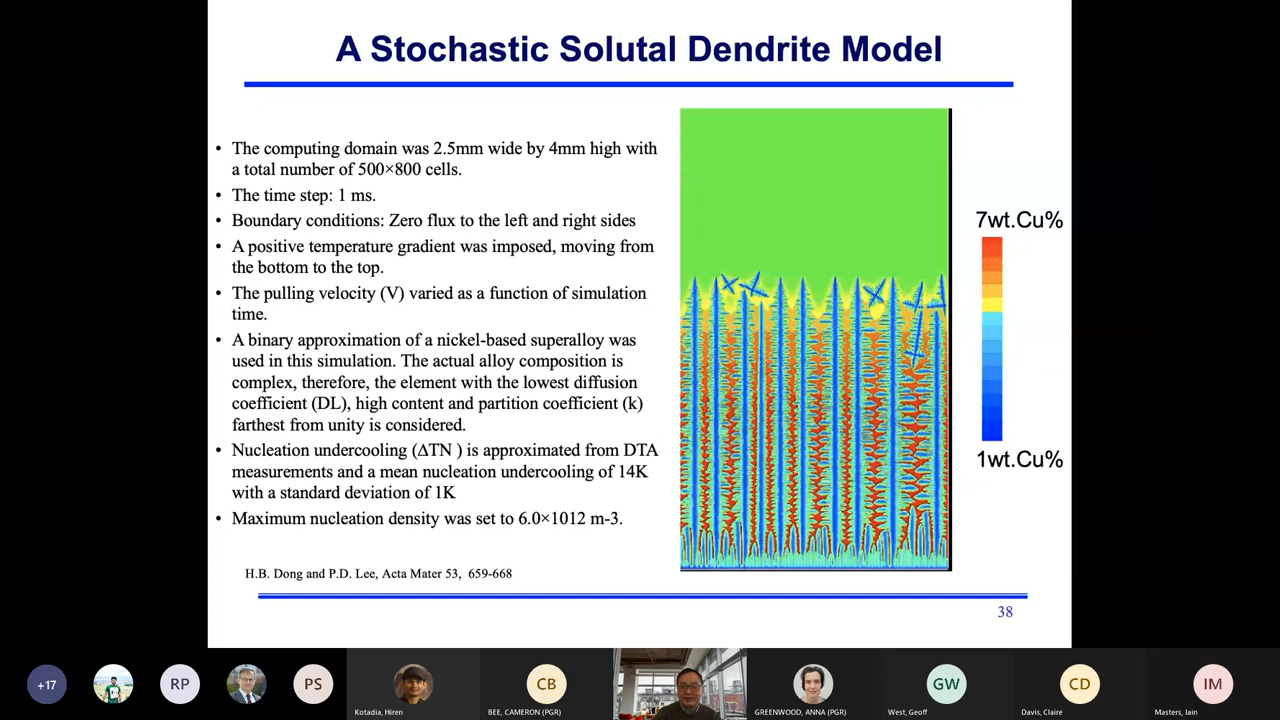 A Stochastic Solutal Dendrite Model
• The computing domain was 2.5mm wide by 4mm high with
a total number of 500×800 cells.
• The time step: 1 ms.
• Boundary conditions: Zero flux to the left and right sides
• A positive temperature gradient was imposed, moving from
the bottom to the top.
• The pulling velocity (V) varied as a function of simulation
time.
• A binary approximation of a nickel-based superalloy was
used in this simulation. The actual alloy composition is
complex, therefore, the element with the lowest diffusion
coefficient (DL), high content and partition coefficient (k)
farthest from unity is considered.
• Nucleation undercooling (ΔTN ) is approximated from DTA
measurements and a mean nucleation undercooling of 14K
with a standard deviation of 1K
• Maximum nucleation density was set to 6.0×1012 m-3.
7wt.Cu%
1wt.Cu%
H.B. Dong and P.D. Lee, Acta Mater 53, 659-668
38
+17
RP
PS
CB
GW
CD
IM
Kotadia, Hiren
BEE, CAMERON (PGR)
GREENWOOD, ANNA (PGR)
West, Geoff
Davis, Claire
Masters, Iain